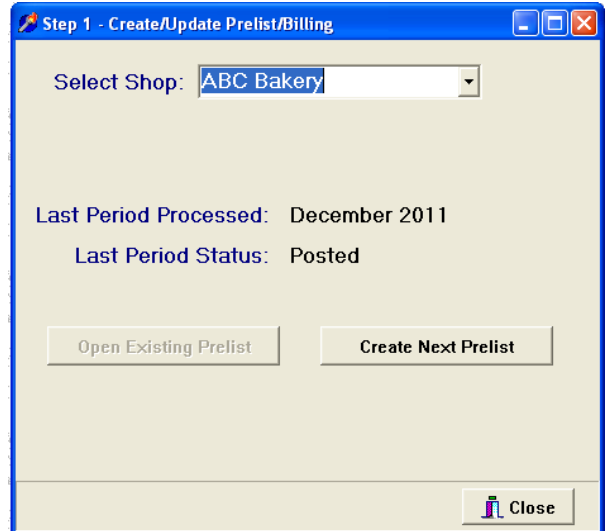 Step 1 - Create/Update Prelist/Billing
Select Shop: ABC Bakery
Last Period Processed: December 2011
Last Period Status: Posted
Open Existing Prelist Create Next Prelist
Close